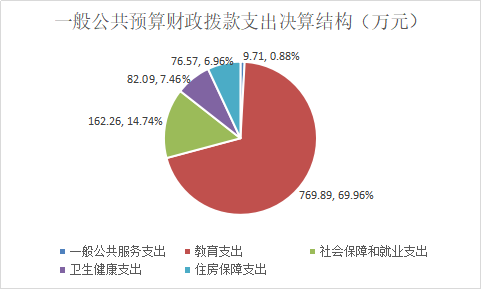 一般公共预算财政拨款支出决算结构（万元）
76.57, 6.96%
9.71, 0.88%
82.09, 7.46%
162.26, 14.74%
769.89, 69.96%
一般公共服务支出 教育支出 社会保障和就业支出
卫生健康支出 住房保障支出